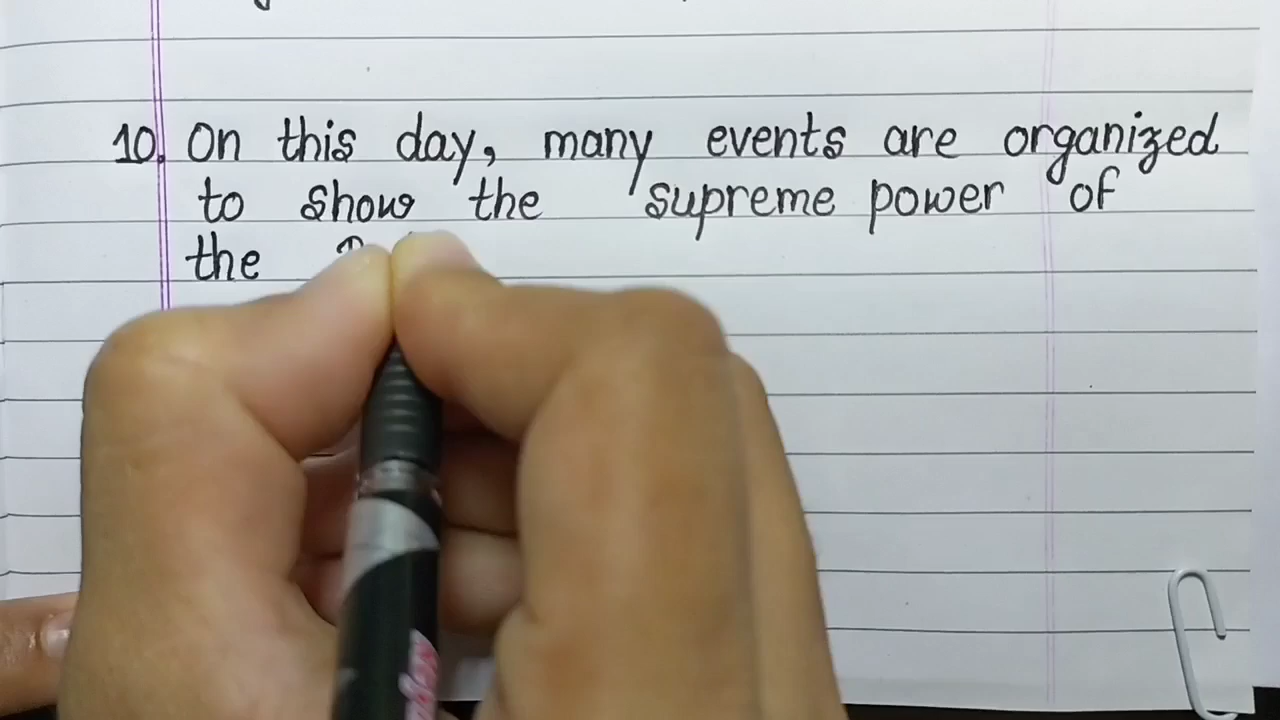 10. On this day, many events are organized
to show the supreme power of
the